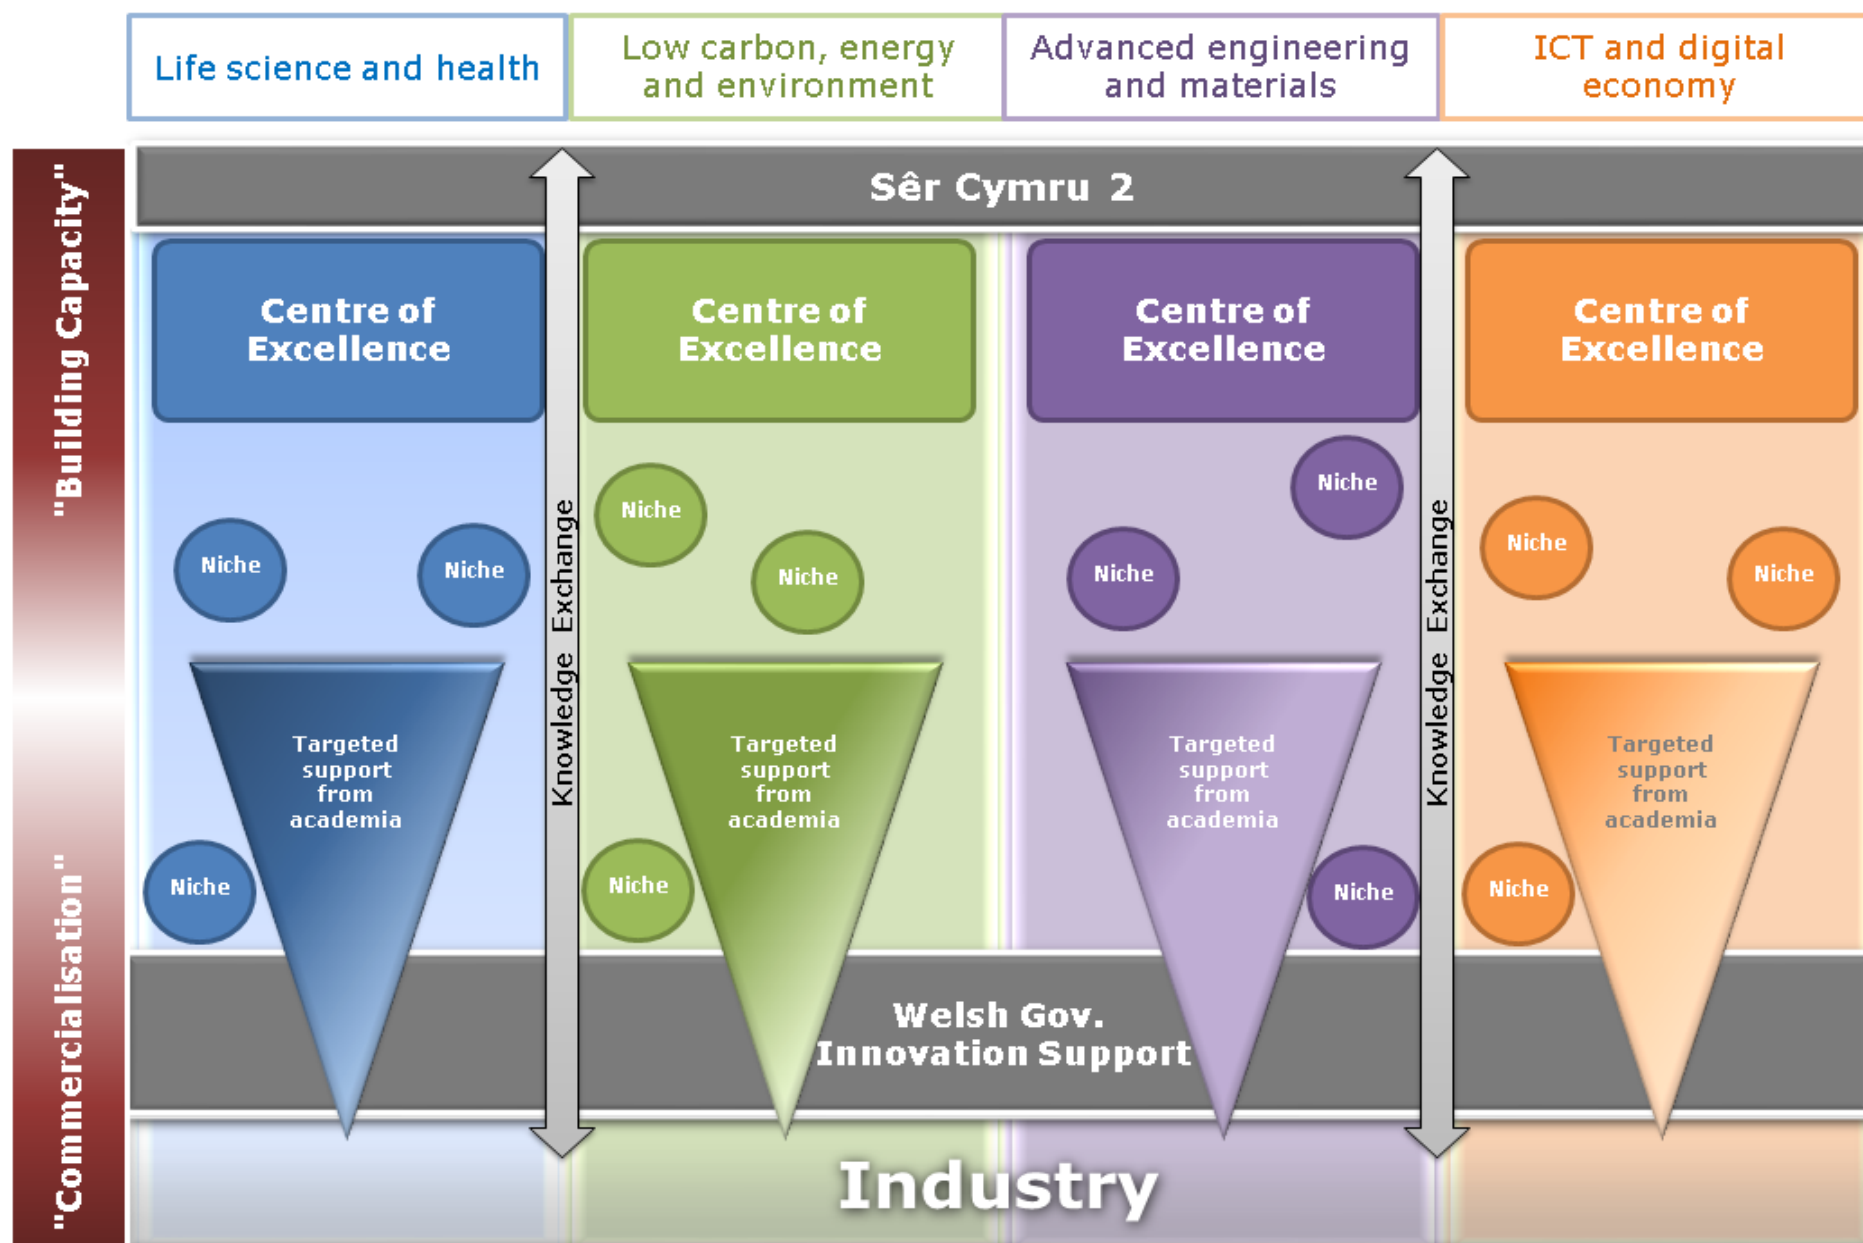 Life science and health
Low carbon, energy
and environment
Advanced engineering
and materials
ICT and digital
economy
"Building Capacity"
"Commercialisation"
Sêr Cymru 2
Centre of
Excellence
Centre of
Excellence
Centre of
Excellence
Centre of
Excellence
Niche
Niche
Niche
Niche
Niche
Niche
Niche
Niche
Knowledge Exchange
Knowledge Exchange
Targeted
support
from
academia
Targeted
support
from
academia
Targeted
support
from
academia
Targeted
support
from
academia
Niche
Niche
Niche
Niche
Welsh Gov.
Innovation Support
Industry